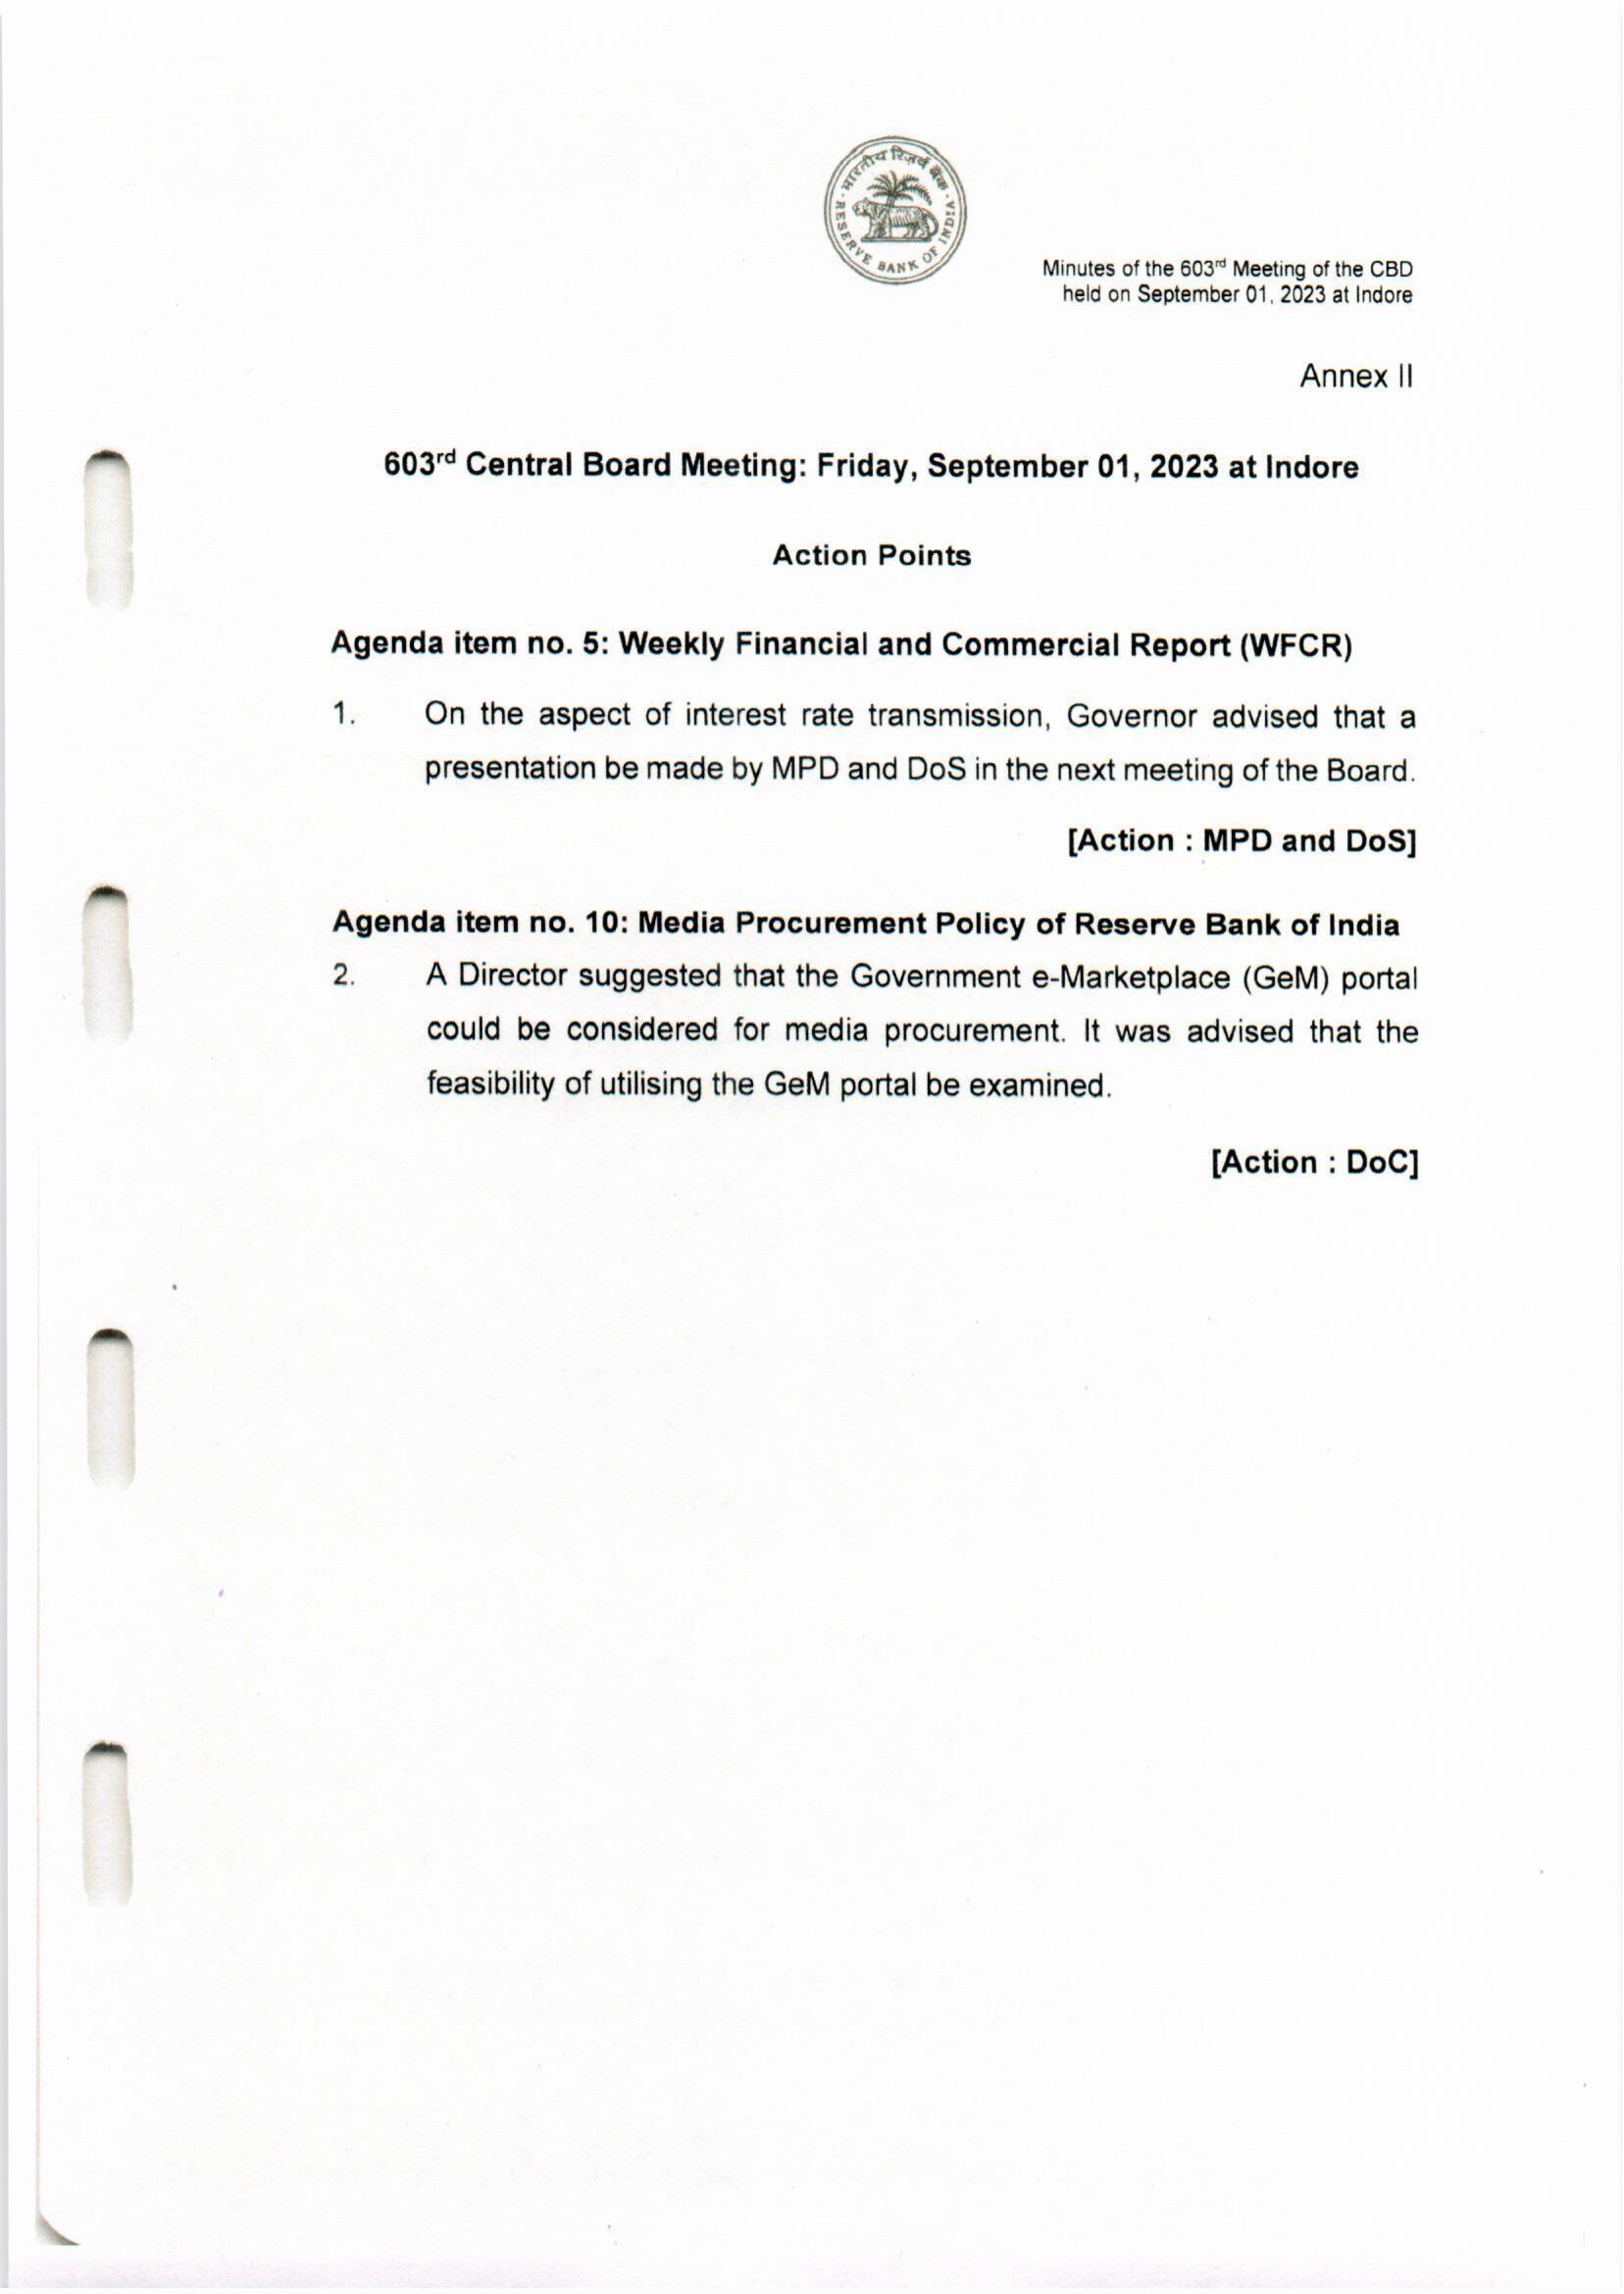 भारतीय रिज़र्व बैंक
RESERVE BANK OF INDIA
Minutes of the 603rd Meeting of the CBD
held on September 01, 2023 at Indore
Annex II
603rd Central Board Meeting: Friday, September 01, 2023 at Indore
Action Points
Agenda item no. 5: Weekly Financial and Commercial Report (WFCR)
1. On the aspect of interest rate transmission, Governor advised that a
presentation be made by MPD and DoS in the next meeting of the Board.
[Action : MPD and DoS]
Agenda item no. 10: Media Procurement Policy of Reserve Bank of India
2. A Director suggested that the Government e-Marketplace (GeM) portal
could be considered for media procurement. It was advised that the
feasibility of utilising the GeM portal be examined.
[Action : DoC]